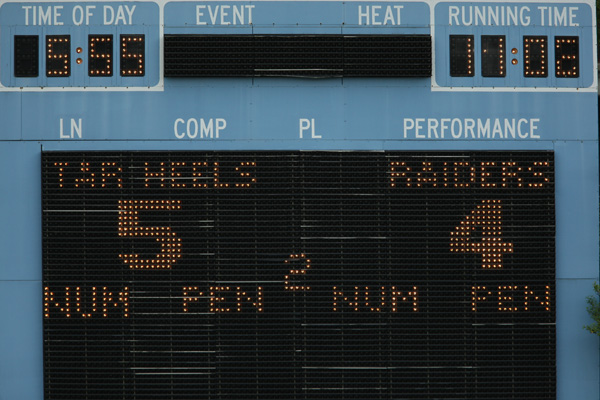 TIME OF DAY EVENT HEAT RUNNING TIME
5:55 11:03
LN COMP PL PERFORMANCE
TAR HEELS RAIDERS
5 4
2
NUM PEN NUM PEN